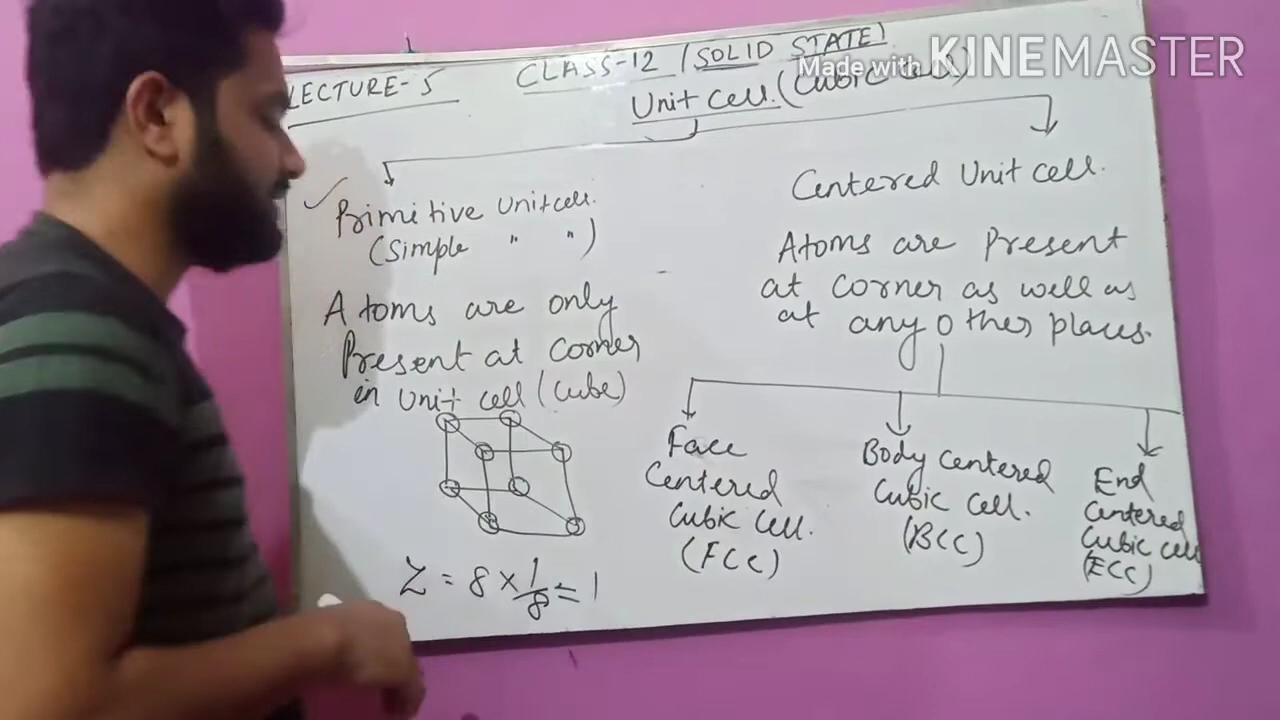 Made with KINEMASTER
LECTURE-5
CLASS-12 / SOLID STATE /
Unit cell. (Cubic Cell)
Primitive Unitcell.
(Simple " " )
Atoms are only
Present at Corner
in Unit cell (Cube)
Z = 8 × 1/8 = 1
Centered Unit cell.
Atoms are Present
at Corner as well as
at any Other places.
Face
Centered
Cubic Cell.
(FCC)
Body Centered
Cubic Cell.
(BCC)
End
Centered
Cubic cell
(ECC)